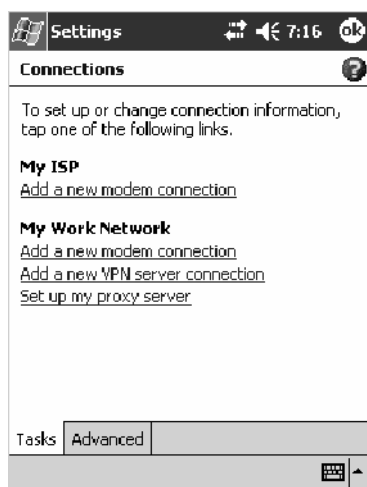 Settings 7:16 ok
Connections
To set up or change connection information,
tap one of the following links.
My ISP
Add a new modem connection
My Work Network
Add a new modem connection
Add a new VPN server connection
Set up my proxy server
Tasks Advanced